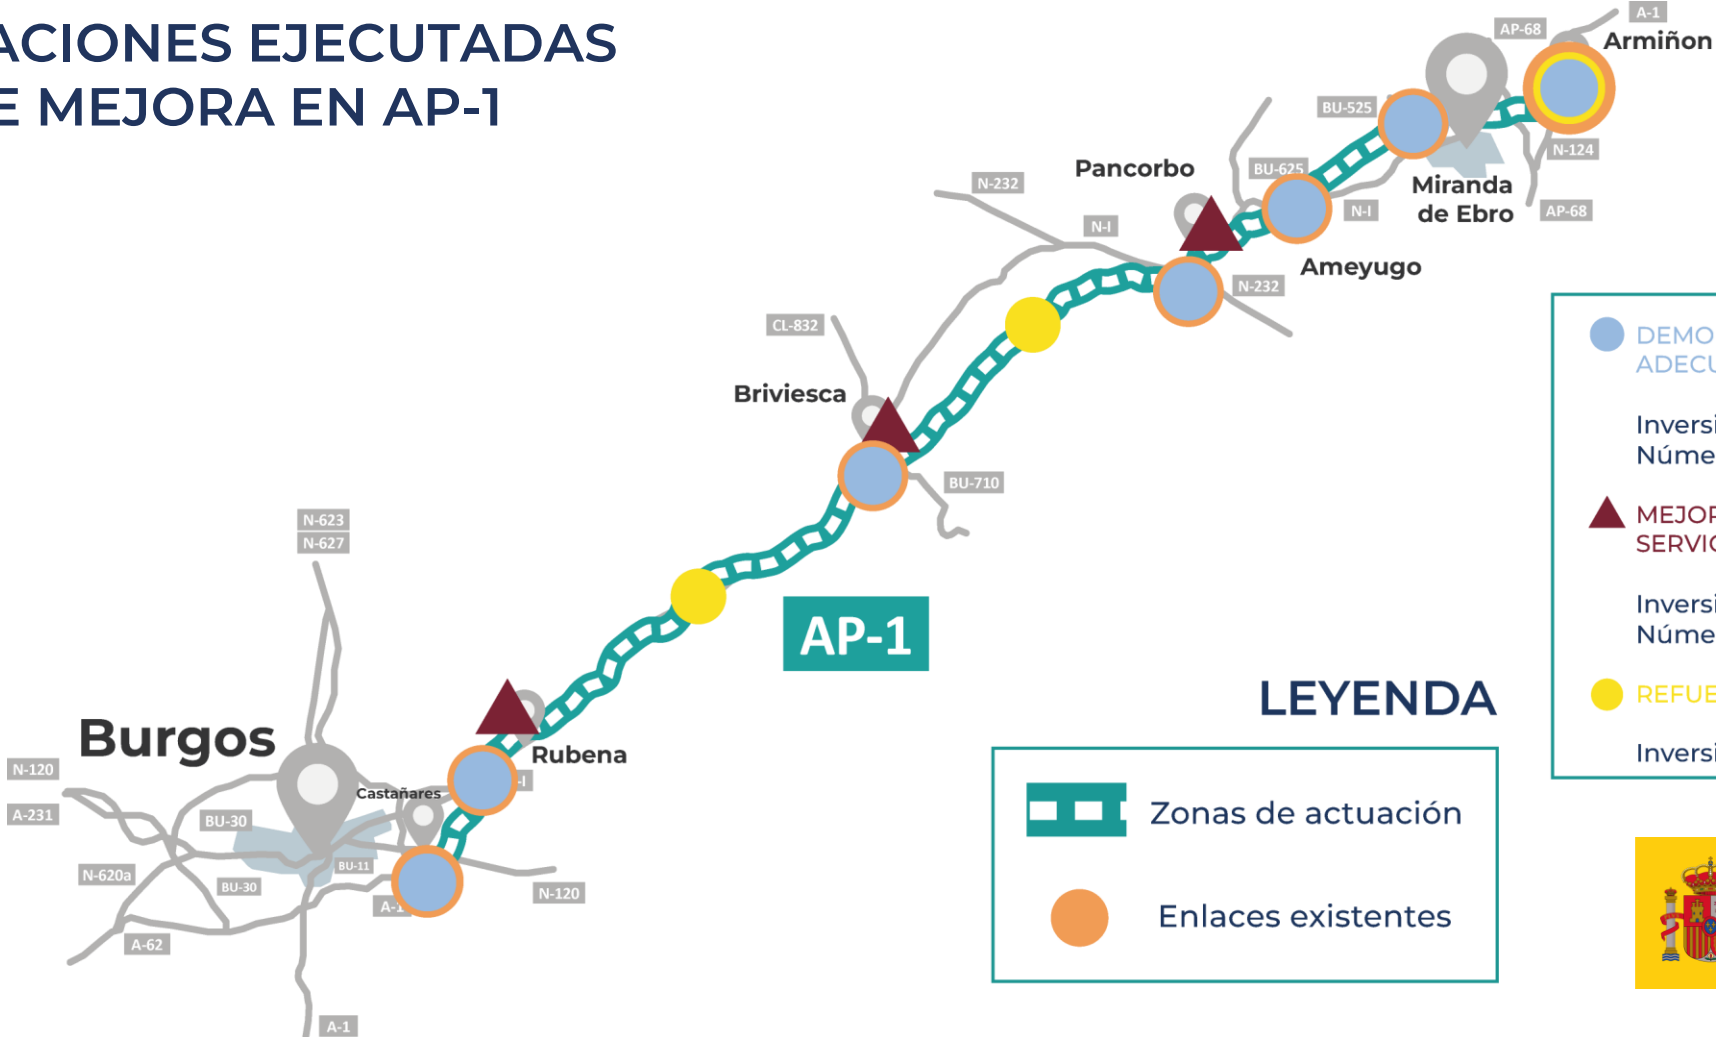 ACIONES EJECUTADAS
E MEJORA EN AP-1
A-1
AP-68
Armiñon
BU-525
N-124
Pancorbo
BU-625
N-232
Miranda
de Ebro
N-I
AP-68
N-I
Ameyugo
N-232
CL-832
Briviesca
BU-710
N-623
N-627
AP-1
Burgos
Rubena
-I
N-120
Castañares
A-231
BU-30
BU-11
N-620a
BU-30
N-120
A-1
A-62
A-1
LEYENDA
Zonas de actuación
Enlaces existentes
DEMO
ADECU
Inversi
Núme
MEJOR
SERVIC
Inversi
Núme
REFUE
Inversi